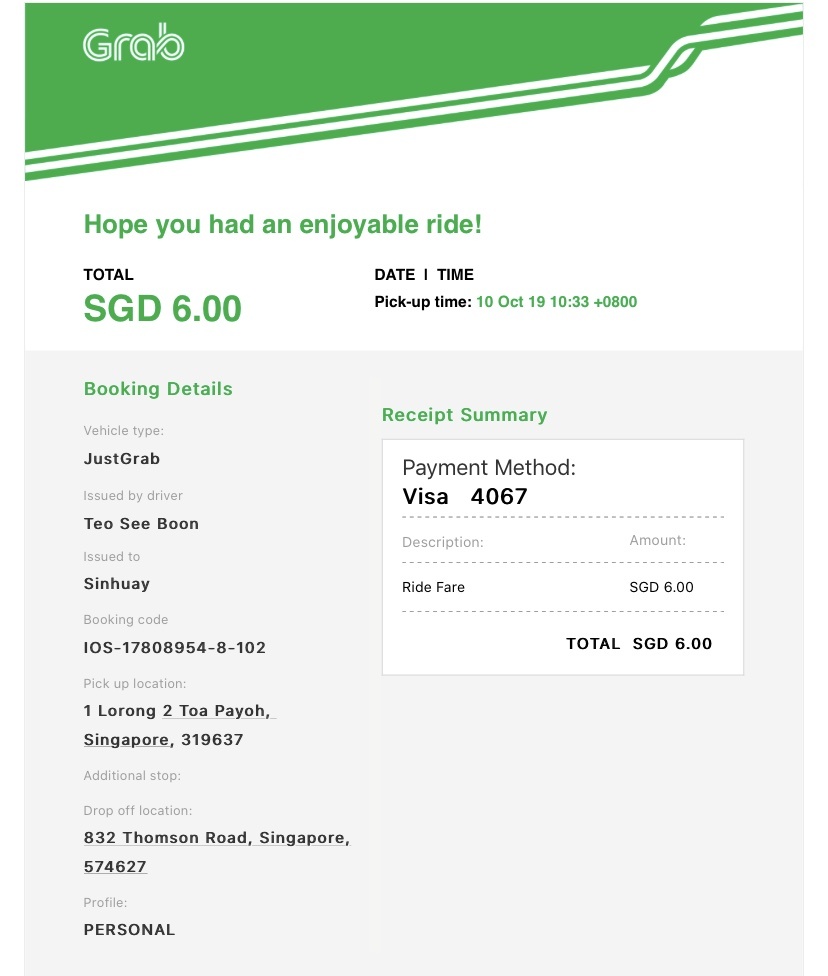 Grab
Hope you had an enjoyable ride!
TOTAL
SGD 6.00
DATE | TIME
Pick-up time: 10 Oct 19 10:33 +0800
Booking Details
Vehicle type:
JustGrab
Issued by driver
Teo See Boon
Issued to
Sinhuay
Booking code
IOS-17808954-8-102
Pick up location:
1 Lorong 2 Toa Payoh,
Singapore, 319637
Additional stop:
Drop off location:
832 Thomson Road, Singapore,
574627
Profile:
PERSONAL
Receipt Summary
Payment Method:
Visa 4067
Description: Amount:
Ride Fare SGD 6.00
TOTAL SGD 6.00